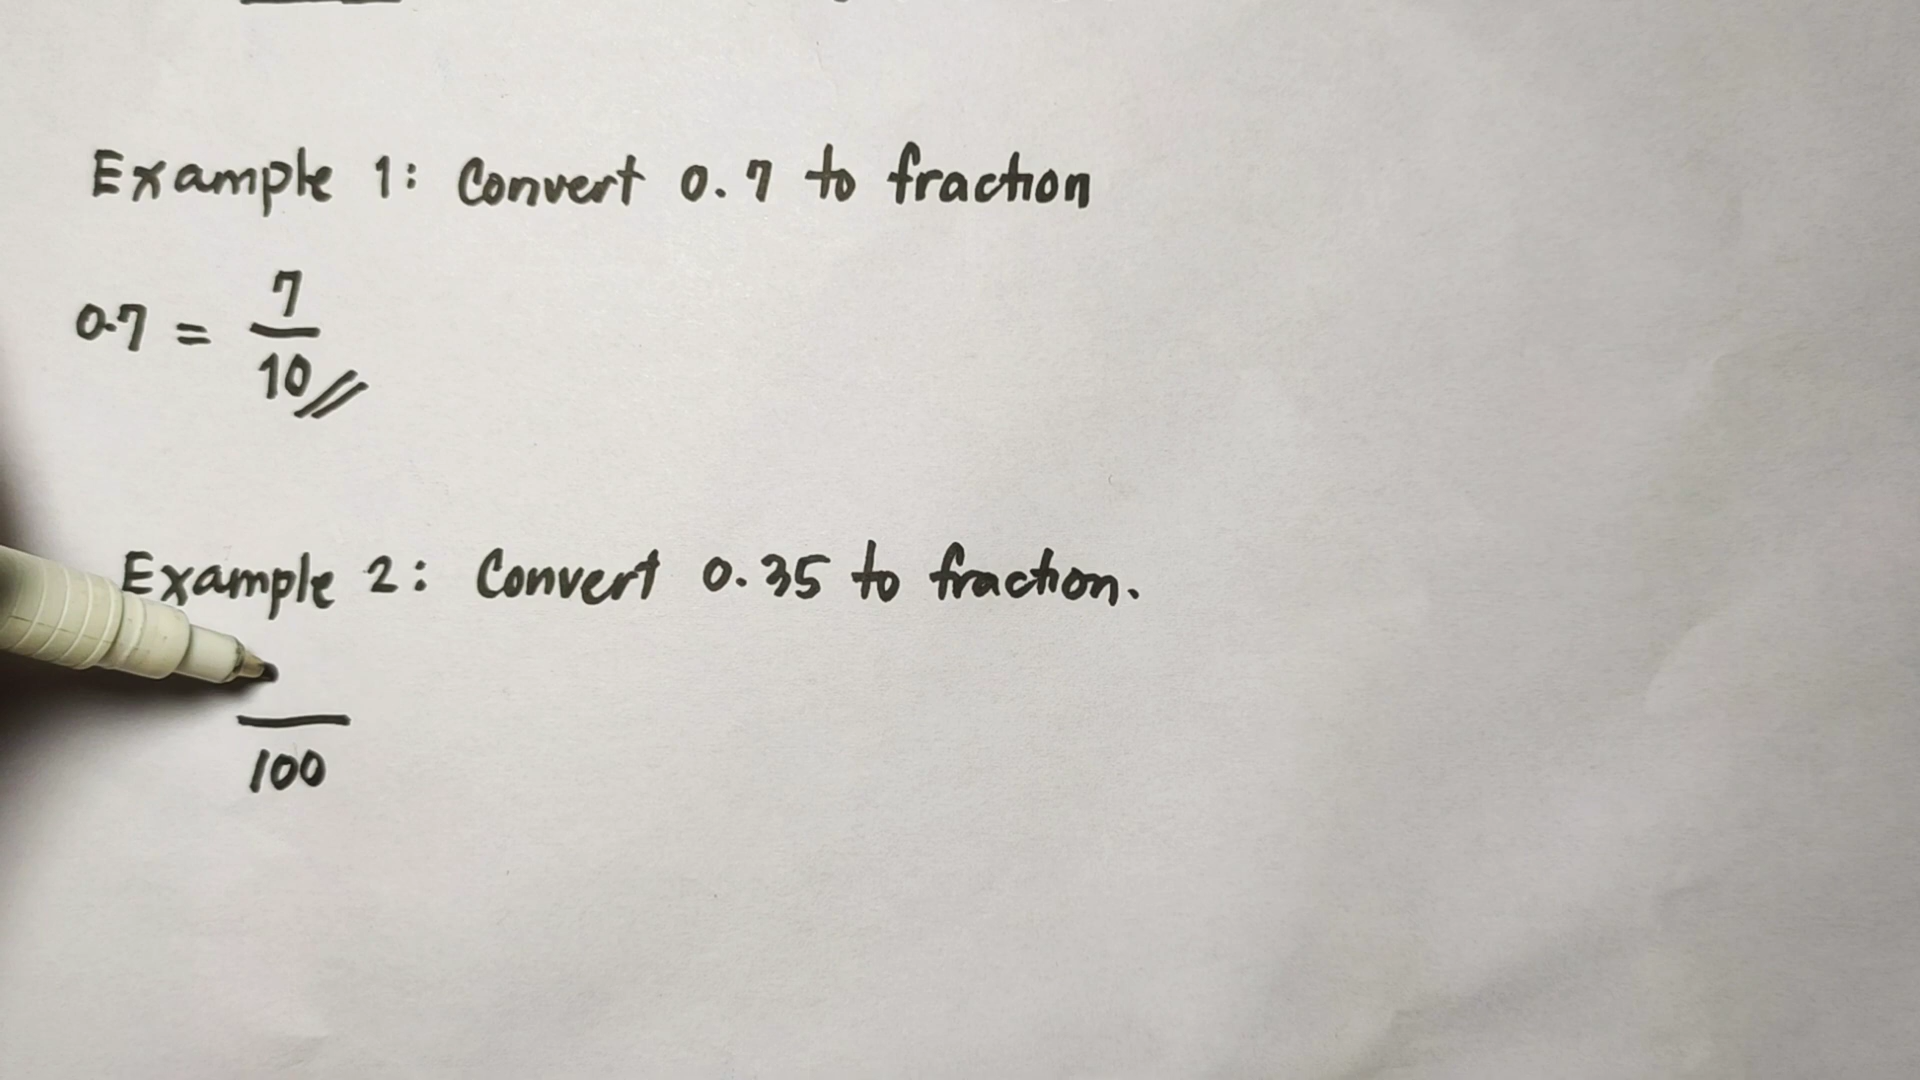 Example 1: Convert 0.7 to fraction
0.7 = 7/10
Example 2: Convert 0.35 to fraction.
/100